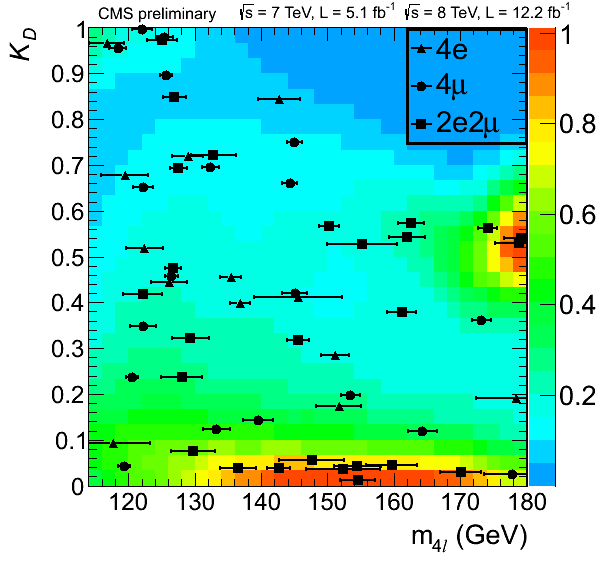 CMS preliminary √s = 7 TeV, L = 5.1 fb⁻¹ √s = 8 TeV, L = 12.2 fb⁻¹
K_D
4e
4μ
2e2μ
1
0.9
0.8
0.7
0.6
0.5
0.4
0.3
0.2
0.1
0
120 130 140 150 160 170 180
m_4l (GeV)
1
0.8
0.6
0.4
0.2